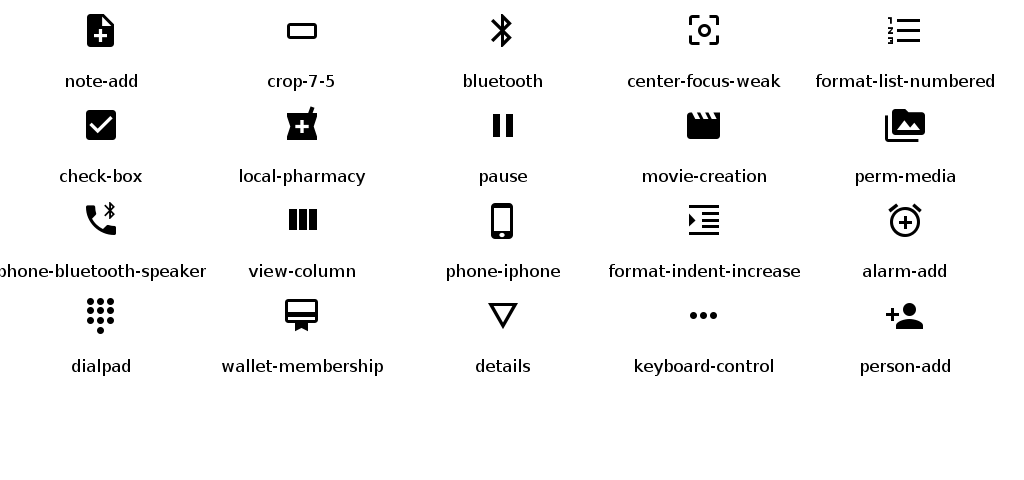 note-add crop-7-5 bluetooth center-focus-weak format-list-numbered
check-box local-pharmacy pause movie-creation perm-media
phone-bluetooth-speaker view-column phone-iphone format-indent-increase alarm-add
dialpad wallet-membership details keyboard-control person-add